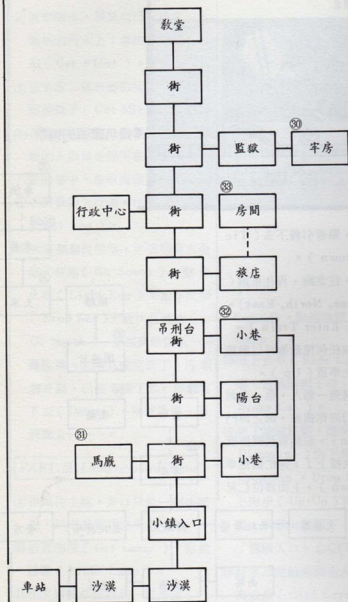 教堂
街
㉚
街 監獄 牢房
㉝
行政中心 街 房間
街 旅店
㉜
吊刑台
街 小巷
街 陽台
㉛
馬廄 街 小巷
小鎮入口
車站 沙漠 沙漠